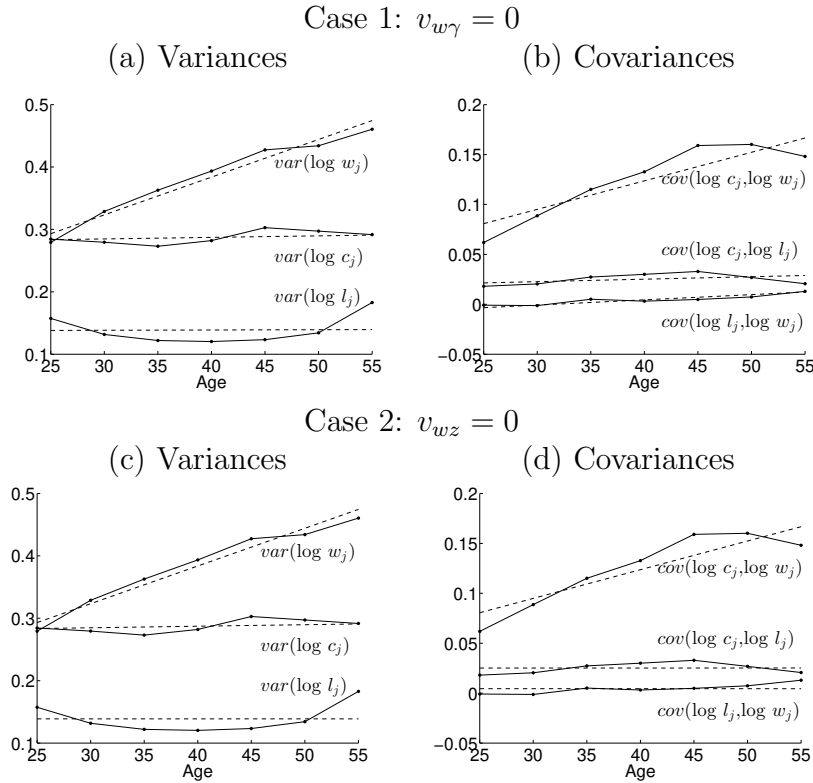 Case 1: $v_{w\gamma} = 0$
(a) Variances
(b) Covariances
0.5
0.4
0.3
0.2
0.1
25 30 35 40 45 50 55
Age
var(log $w_j$)
var(log $c_j$)
var(log $l_j$)
0.2
0.15
0.1
0.05
0
−0.05
25 30 35 40 45 50 55
Age
cov(log $c_j$,log $w_j$)
cov(log $c_j$,log $l_j$)
cov(log $l_j$,log $w_j$)
Case 2: $v_{wz} = 0$
(c) Variances
(d) Covariances
0.5
0.4
0.3
0.2
0.1
25 30 35 40 45 50 55
Age
var(log $w_j$)
var(log $c_j$)
var(log $l_j$)
0.2
0.15
0.1
0.05
0
−0.05
25 30 35 40 45 50 55
Age
cov(log $c_j$,log $w_j$)
cov(log $c_j$,log $l_j$)
cov(log $l_j$,log $w_j$)